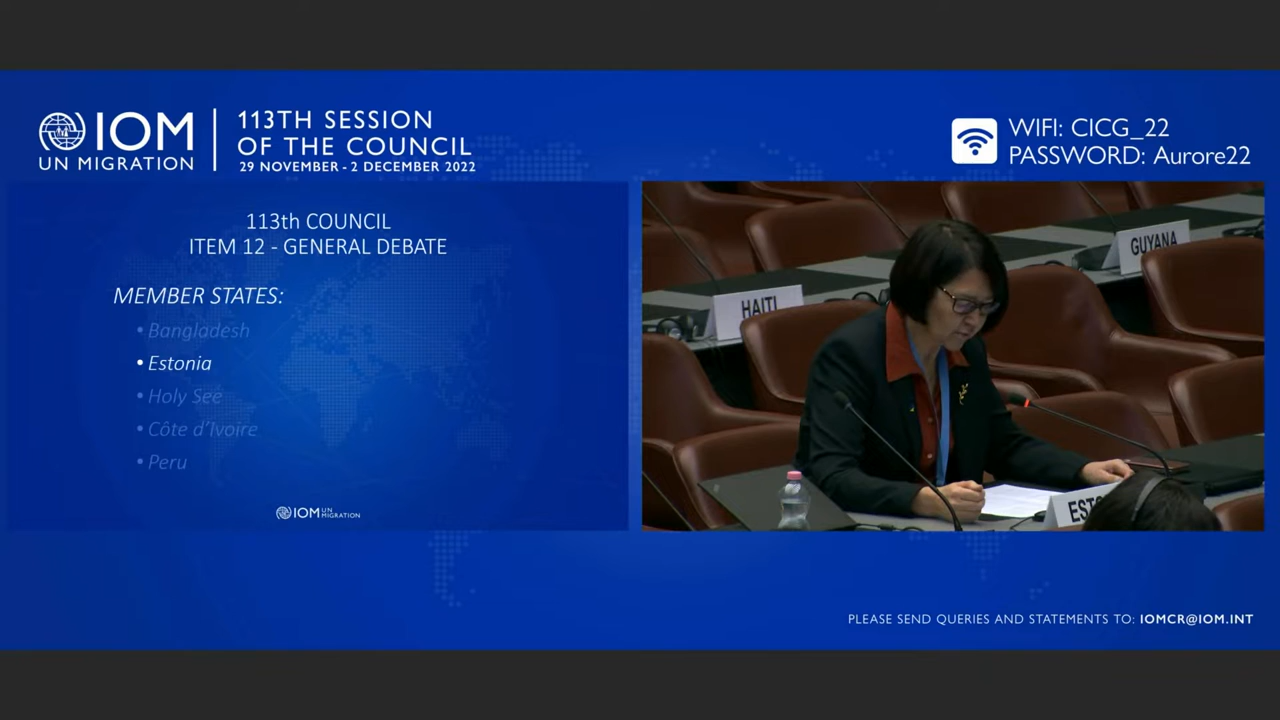 IOM
UN MIGRATION
113TH SESSION
OF THE COUNCIL
29 NOVEMBER - 2 DECEMBER 2022
WIFI: CICG_22
PASSWORD: Aurore22
113th COUNCIL
ITEM 12 - GENERAL DEBATE
MEMBER STATES:
• Bangladesh
• Estonia
• Holy See
• Côte d'Ivoire
• Peru
IOM UN
MIGRATION
GUYANA
HAITI
EST
PLEASE SEND QUERIES AND STATEMENTS TO: IOMCR@IOM.INT